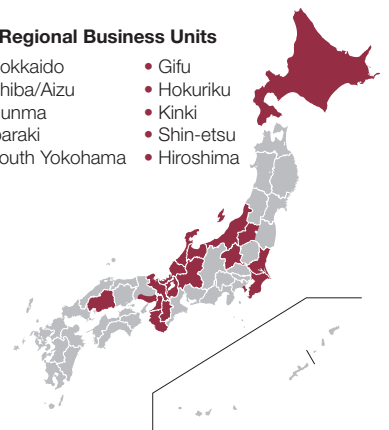 Regional Business Units
okkaido
hiba/Aizu
unma
baraki
outh Yokohama
• Gifu
• Hokuriku
• Kinki
• Shin-etsu
• Hiroshima